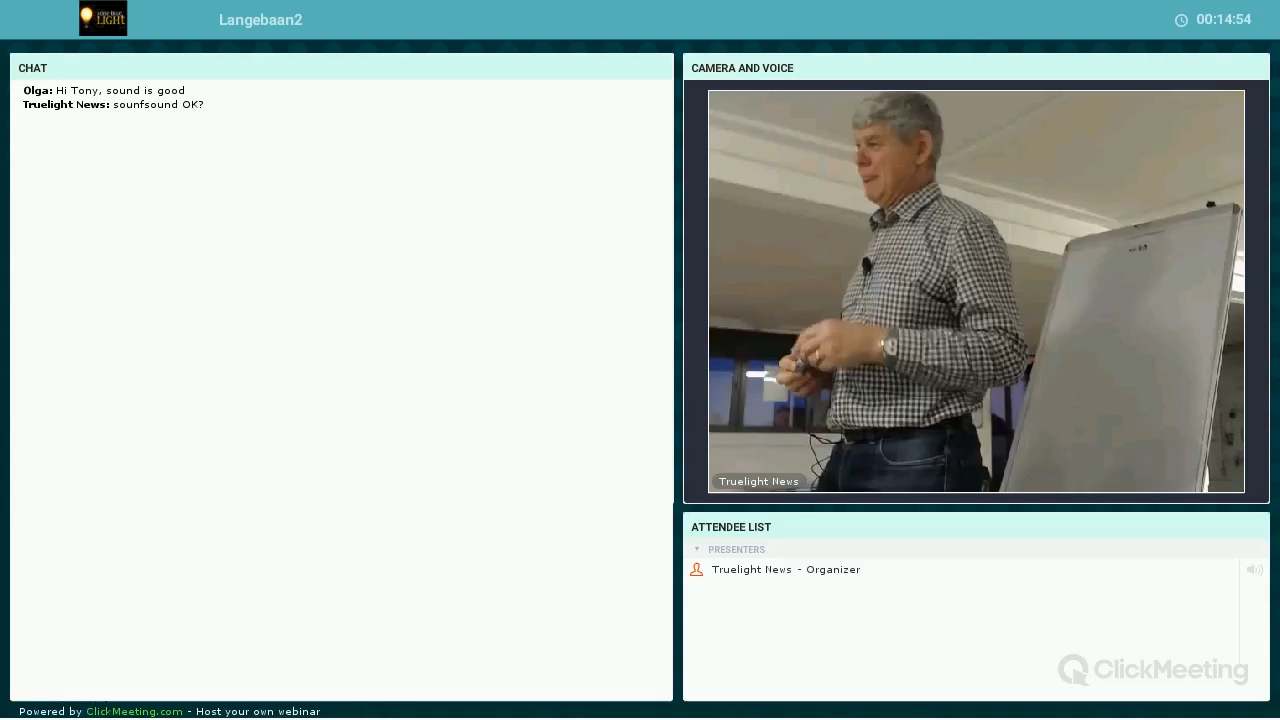 LIGHT
Langebaan2
00:14:54
CHAT
Olga: Hi Tony, sound is good
Truelight News: sounfsound OK?
CAMERA AND VOICE
Truelight News
ATTENDEE LIST
PRESENTERS
Truelight News - Organizer
ClickMeeting
Powered by ClickMeeting.com - Host your own webinar